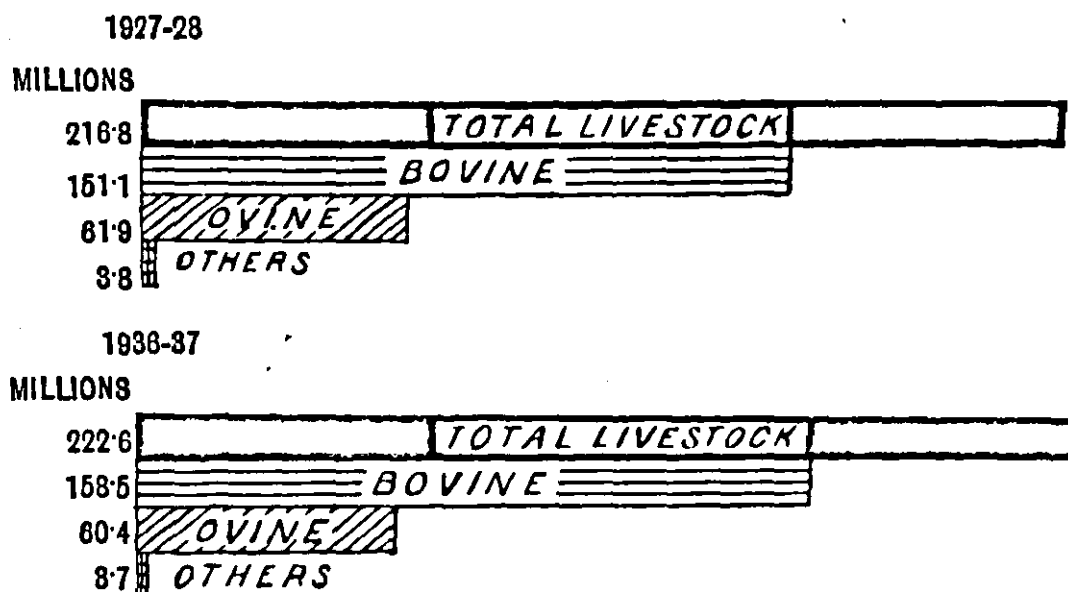 1927-28
MILLIONS
216·8 TOTAL LIVESTOCK
151·1 BOVINE
61·9 OVINE
3·8 OTHERS
1936-37
MILLIONS
222·6 TOTAL LIVESTOCK
158·5 BOVINE
60·4 OVINE
3·7 OTHERS